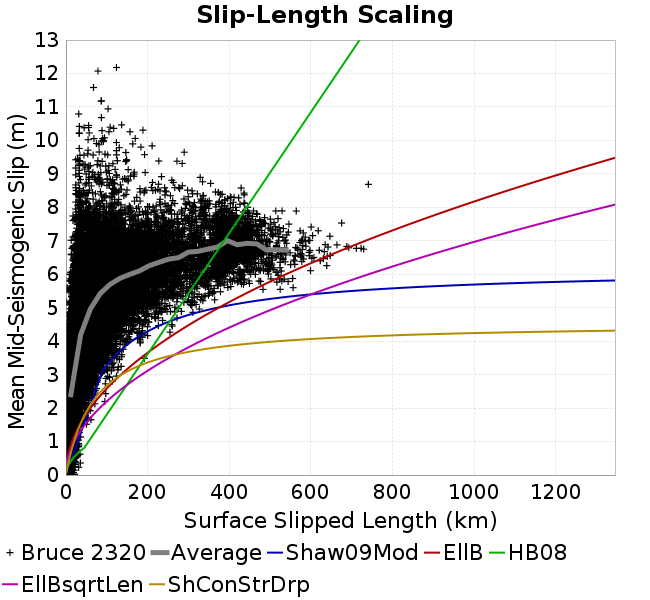 Slip-Length Scaling
Mean Mid-Seismogenic Slip (m)
13
12
11
10
9
8
7
6
5
4
3
2
1
0
0 200 400 600 800 1000 1200
Surface Slipped Length (km)
Bruce 2320 Average Shaw09Mod EllB HB08
EllBsqrtLen ShConStrDrp